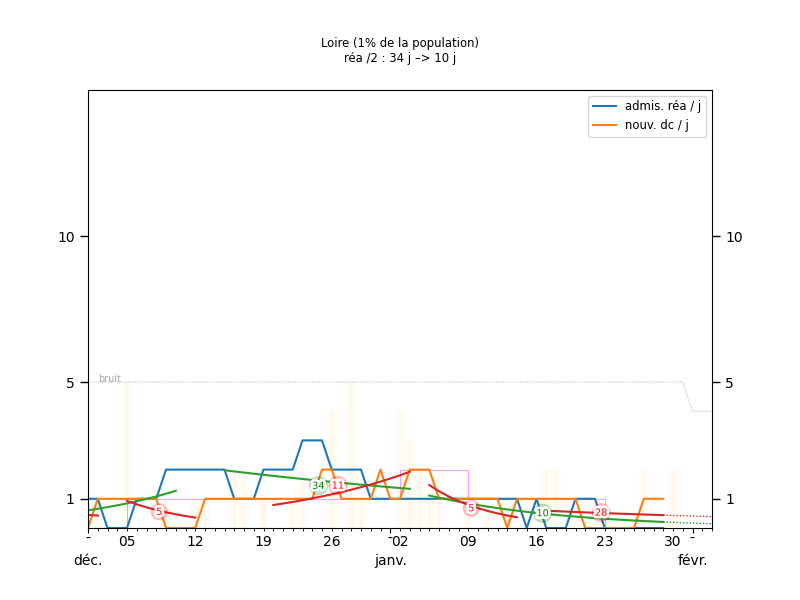 Loire (1% de la population)
réa /2 : 34 j –> 10 j
admis. réa / j
nouv. dc / j
10
10
bruit
5
5
34
11
1
1
5
5
10
28
- 05 12 19 26 - 02 09 16 23 30 -
déc. janv. févr.